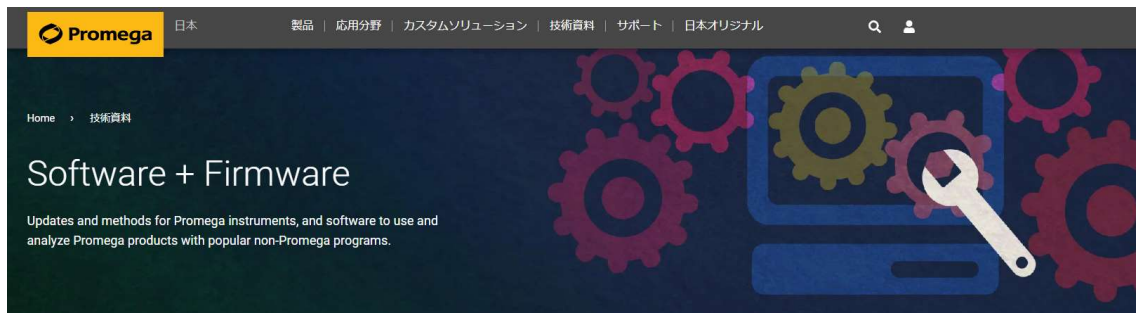 Promega
日本
製品 | 応用分野 | カスタムソリューション | 技術資料 | サポート | 日本オリジナル
Home › 技術資料
Software + Firmware
Updates and methods for Promega instruments, and software to use and
analyze Promega products with popular non-Promega programs.